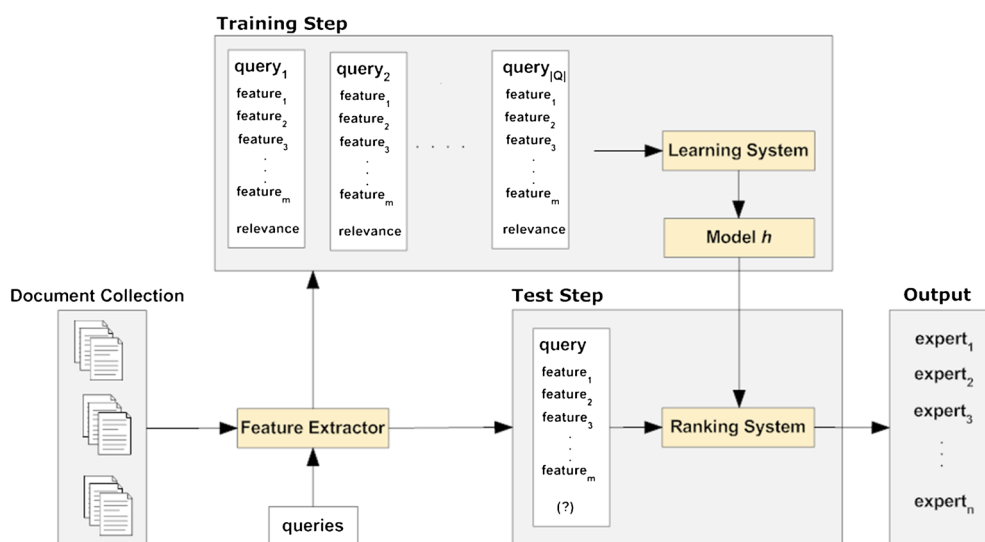 Training Step
query1
feature1
feature2
feature3
.
.
.
featurem
relevance
query2
feature1
feature2
feature3
.
.
.
featurem
relevance
. . . .
query|Q|
feature1
feature2
feature3
.
.
.
featurem
relevance
Learning System
Model h
Document Collection
Feature Extractor
queries
Test Step
query
feature1
feature2
feature3
.
.
.
featurem
(?)
Ranking System
Output
expert1
expert2
expert3
.
.
.
expertn